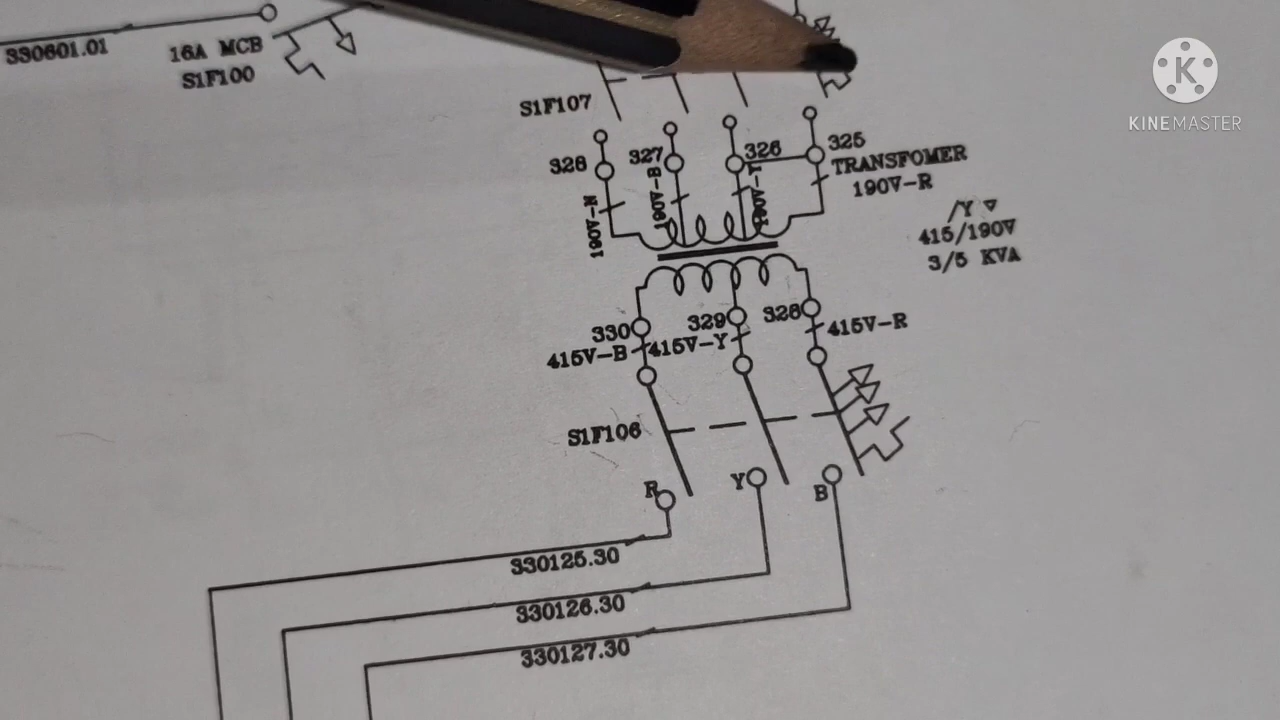 330601.01
16A MCB
S1F100
K
KINEMASTER
S1F107
326
327
326
325
TRANSFOMER
190V-R
190V-N
190V-B
190V-Y
/Y
415/190V
3/5 KVA
330
329
328
415V-B
415V-Y
415V-R
S1F106
R
Y
B
330125.30
330126.30
330127.30